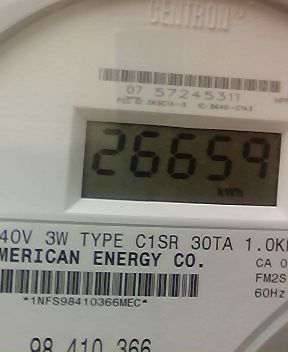 CENTRON®
07 57245311
26659
kWh
40V 3W TYPE C1SR 30TA 1.0K
MERICAN ENERGY CO.
CA 0
FM2S
60Hz
*1NFS98410366MEC*
98 410 366